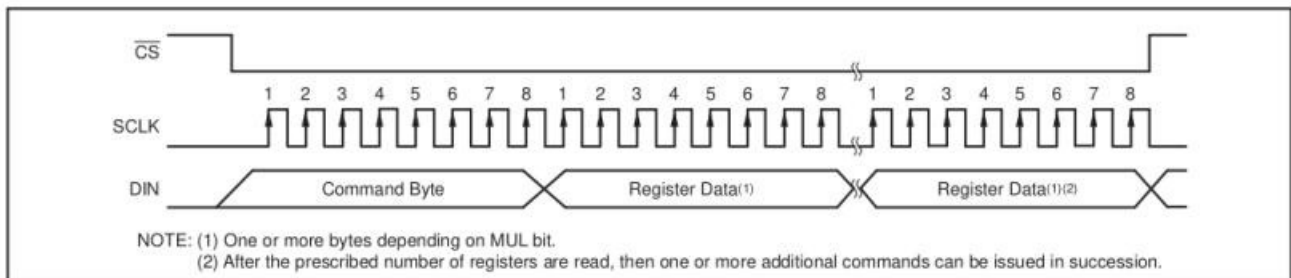 CS
1 2 3 4 5 6 7 8 1 2 3 4 5 6 7 8 1 2 3 4 5 6 7 8
SCLK
DIN Command Byte Register Data(1) Register Data(1)(2)
NOTE: (1) One or more bytes depending on MUL bit.
(2) After the prescribed number of registers are read, then one or more additional commands can be issued in succession.